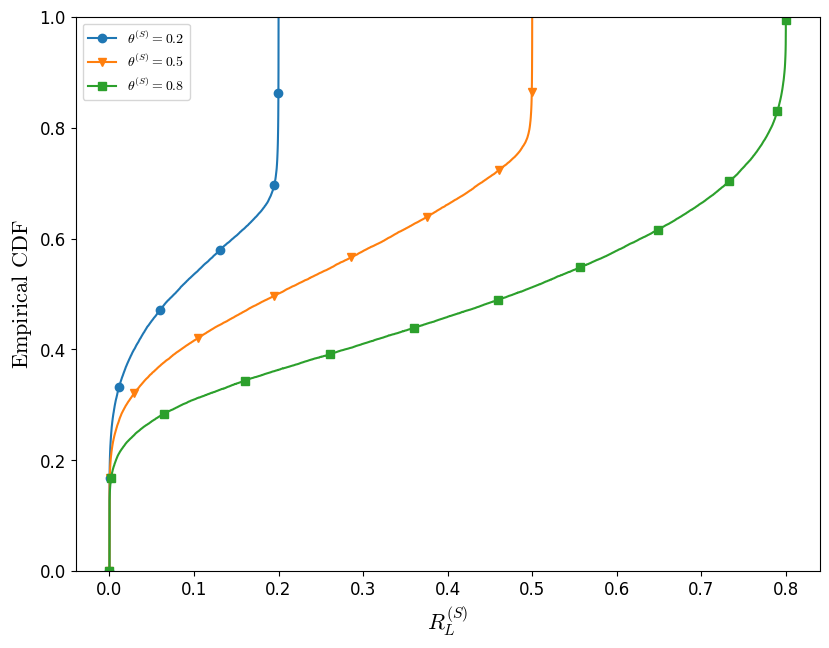 θ^(S) = 0.2
θ^(S) = 0.5
θ^(S) = 0.8
1.0
0.8
0.6
0.4
0.2
0.0
Empirical CDF
0.0 0.1 0.2 0.3 0.4 0.5 0.6 0.7 0.8
R_L^(S)